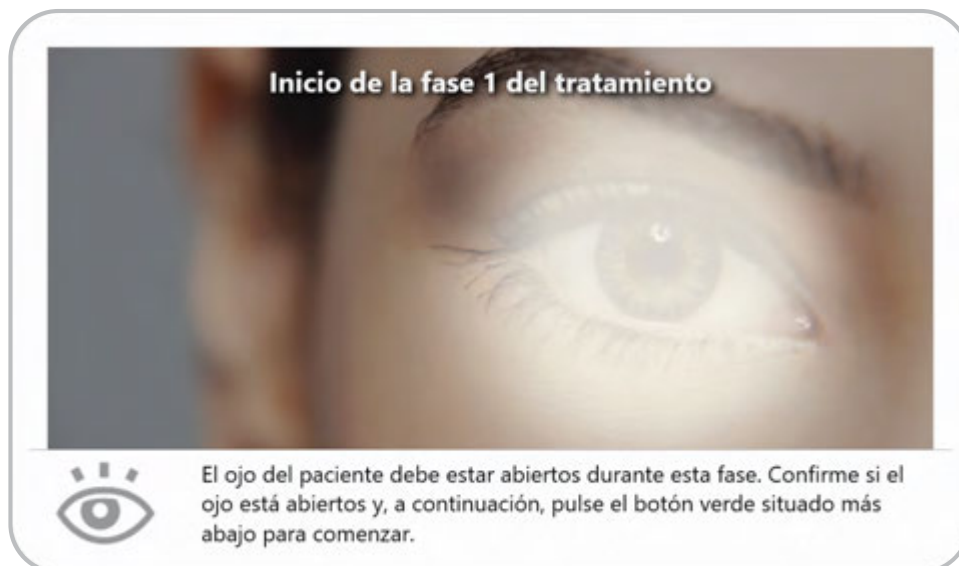 Inicio de la fase 1 del tratamiento
El ojo del paciente debe estar abiertos durante esta fase. Confirme si el
ojo está abiertos y, a continuación, pulse el botón verde situado más
abajo para comenzar.